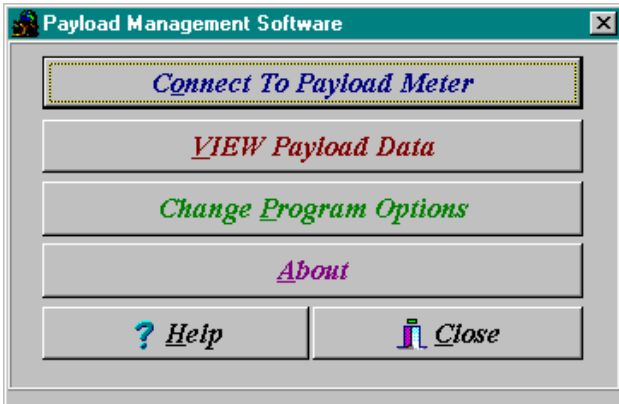 Payload Management Software
Connect To Payload Meter
VIEW Payload Data
Change Program Options
About
? Help
Close